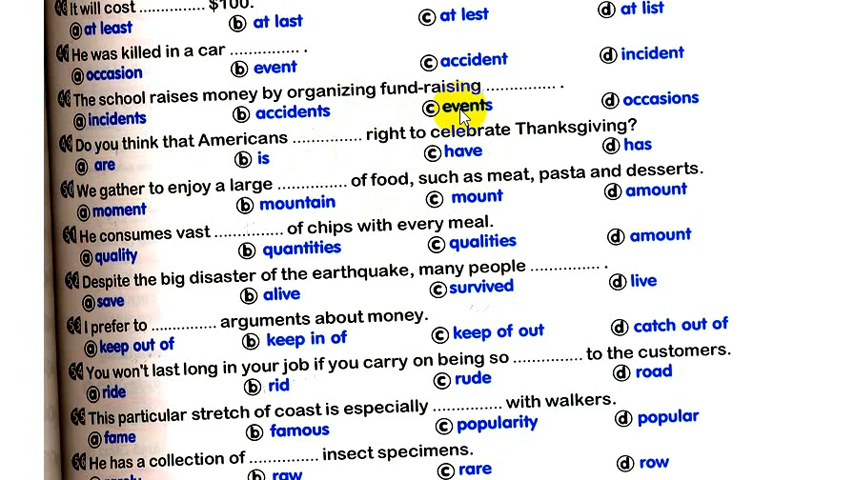 It will cost ............... $100.
ⓐ at least ⓑ at last ⓒ at lest ⓓ at list
He was killed in a car ............... .
ⓐ occasion ⓑ event ⓒ accident ⓓ incident
The school raises money by organizing fund-raising ............... .
ⓐ incidents ⓑ accidents ⓒ events ⓓ occasions
Do you think that Americans ............... right to celebrate Thanksgiving?
ⓐ are ⓑ is ⓒ have ⓓ has
We gather to enjoy a large ............... of food, such as meat, pasta and desserts.
ⓐ moment ⓑ mountain ⓒ mount ⓓ amount
He consumes vast ............... of chips with every meal.
ⓐ quality ⓑ quantities ⓒ qualities ⓓ amount
Despite the big disaster of the earthquake, many people ............... .
ⓐ save ⓑ alive ⓒ survived ⓓ live
I prefer to ............... arguments about money.
ⓐ keep out of ⓑ keep in of ⓒ keep of out ⓓ catch out of
You won't last long in your job if you carry on being so ............... to the customers.
ⓐ ride ⓑ rid ⓒ rude ⓓ road
This particular stretch of coast is especially ............... with walkers.
ⓐ fame ⓑ famous ⓒ popularity ⓓ popular
He has a collection of ............... insect specimens.
ⓑ raw ⓒ rare ⓓ row